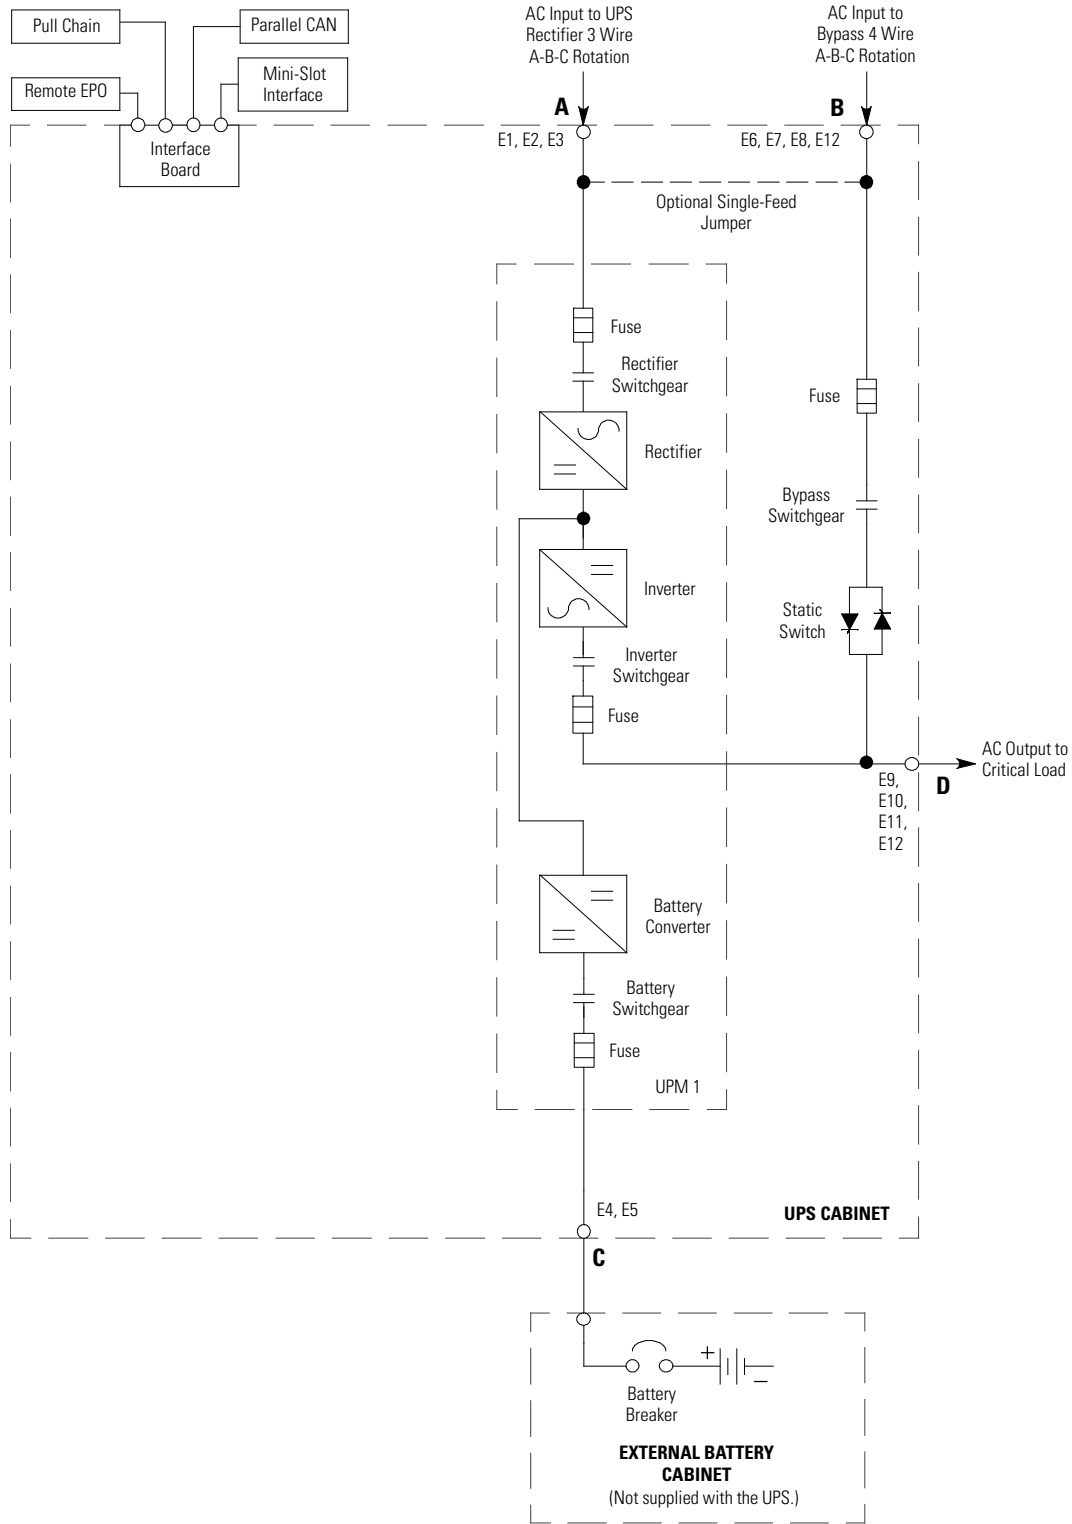 Pull Chain
Parallel CAN
Remote EPO
Mini-Slot
Interface
Interface
Board
AC Input to UPS
Rectifier 3 Wire
A-B-C Rotation
AC Input to
Bypass 4 Wire
A-B-C Rotation
A
B
E1, E2, E3
E6, E7, E8, E12
Optional Single-Feed
Jumper
Fuse
Rectifier
Switchgear
Rectifier
Fuse
Bypass
Switchgear
Inverter
Static
Switch
Inverter
Switchgear
Fuse
AC Output to
Critical Load
D
E9,
E10,
E11,
E12
Battery
Converter
Battery
Switchgear
Fuse
UPM 1
E4, E5
UPS CABINET
C
+
−
Battery
Breaker
EXTERNAL BATTERY
CABINET
(Not supplied with the UPS.)